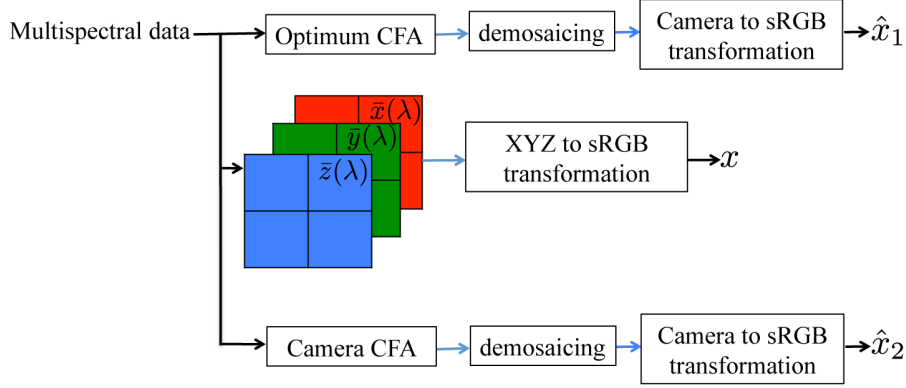 Multispectral data
Optimum CFA
demosaicing
Camera to sRGB
transformation
x̂₁
x̄(λ)
ȳ(λ)
z̄(λ)
XYZ to sRGB
transformation
x
Camera CFA
demosaicing
Camera to sRGB
transformation
x̂₂